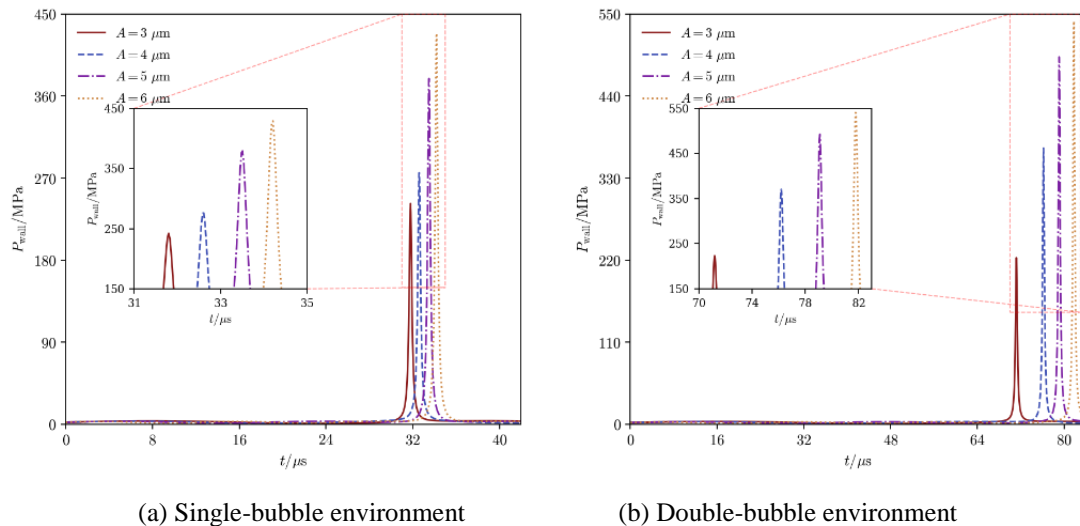 450
360
270
180
90
0
P_wall/MPa
A = 3 μm
A = 4 μm
A = 5 μm
A = 6 μm
450
350
250
150
P_wall/MPa
31 33 35
t/μs
0 8 16 24 32 40
t/μs
(a) Single-bubble environment
550
440
330
220
110
0
P_wall/MPa
A = 3 μm
A = 4 μm
A = 5 μm
A = 6 μm
550
450
350
250
150
P_wall/MPa
70 74 78 82
t/μs
0 16 32 48 64 80
t/μs
(b) Double-bubble environment